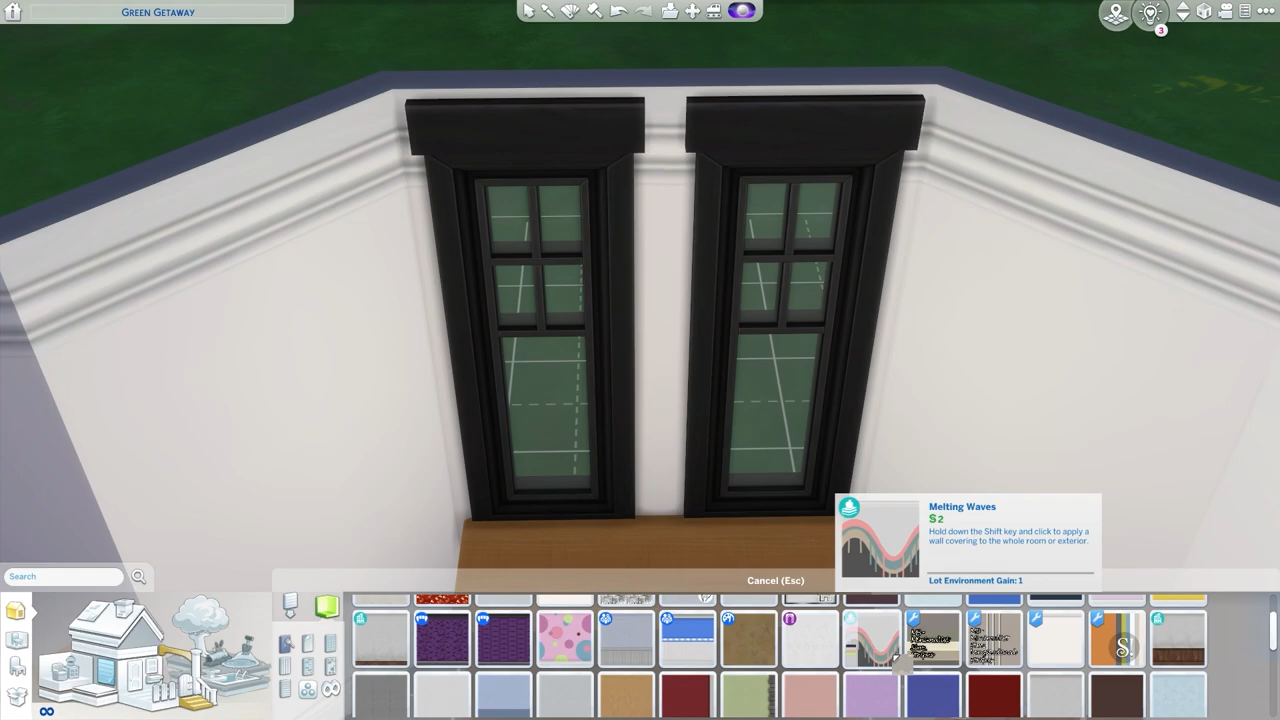 GREEN GETAWAY
3
Melting Waves
§2
Hold down the Shift key and click to apply a
wall covering to the whole room or exterior.
Lot Environment Gain: 1
Search
Cancel (Esc)
S.